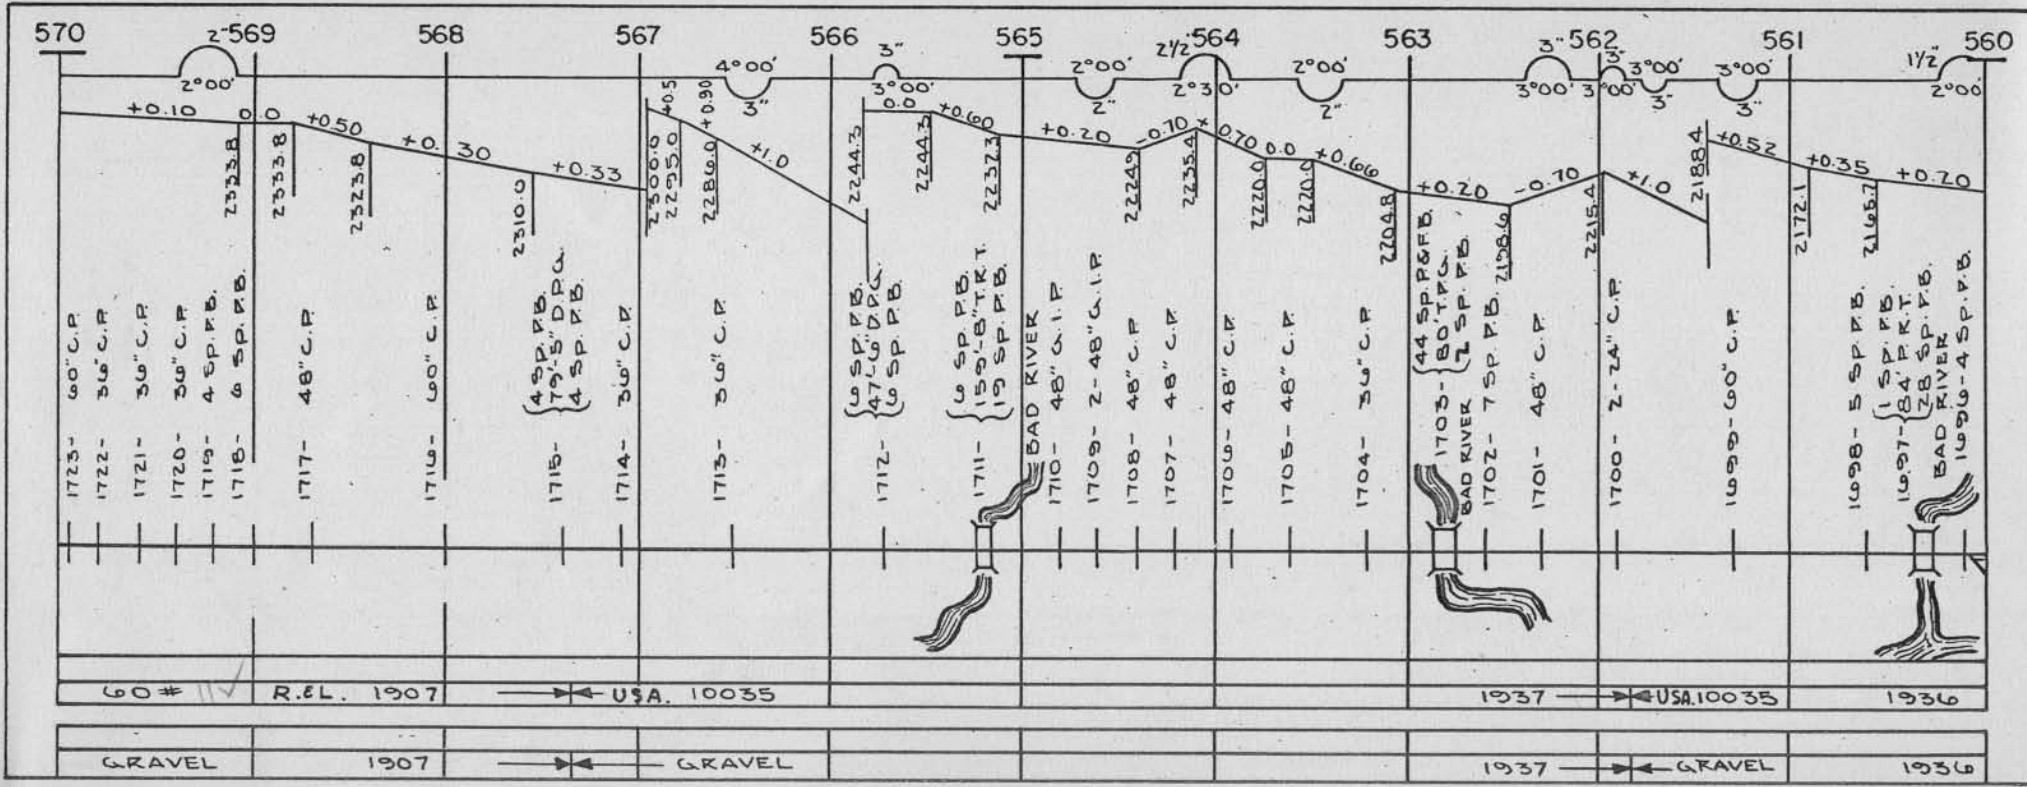 570 569 568 567 566 565 564 563 562 561 560
2" 4°00' 3" 2°00' 2½" 2°00' 3" 3" 3°00' 3°00' 1½"
2°00' 3" 3°00' 2" 2°30' 2" 3°00' 3°00' 3" 3" 2°00'
+0.10 0.0 +0.50 +0.30 +0.33 +0.5 +0.90 +1.0 0.0 +0.60 +0.20 -0.70 +0.70 0.0 +0.66 +0.20 -0.70 +1.0 +0.52 +0.35 +0.20
2333.8
2333.8
2323.8
2310.0
2300.0
2295.0
2286.0
2244.3
2244.3
2237.3
2224.9
2235.4
2220.0
2220.0
2204.8
2198.6
2215.4
2188.4
2172.1
2165.7
1723- 60" C.P.
1722- 36" C.P.
1721- 36" C.P.
1720- 36" C.P.
1719- 4 SP. P.B.
1718- 6 SP. P.B.
1717- 48" C.P.
1716- 60" C.P.
1715- 4 SP. P.B.
79'-5" D.P.G.
4 SP. P.B.
1714- 36" C.P.
1713- 36" C.P.
1712- 6 SP. P.B.
47'-6" D.P.G.
6 SP. P.B.
1711- 6 SP. P.B.
159'-8" T.R.T.
19 SP. P.B.
BAD RIVER
1710- 48" G.I.P.
1709- 2-48" G.I.P.
1708- 48" C.P.
1707- 48" C.P.
1706- 48" C.P.
1705- 48" C.P.
1704- 36" C.P.
1703- 44 SP. P&F.B.
80' T.P.G.
2 SP. P.B.
BAD RIVER
1702- 7 SP. P.B.
1701- 48" C.P.
1700- 2-24" C.P.
1699- 60" C.P.
1698- 5 SP. P.B.
1697- 1 SP. P.B.
84' P.R.T.
28 SP. P.B.
BAD RIVER
1696- 4 SP. P.B.
60# 11✓ R.EL. 1907 USA. 10035 1937 USA. 10035 1936
GRAVEL 1907 GRAVEL 1937 GRAVEL 1936